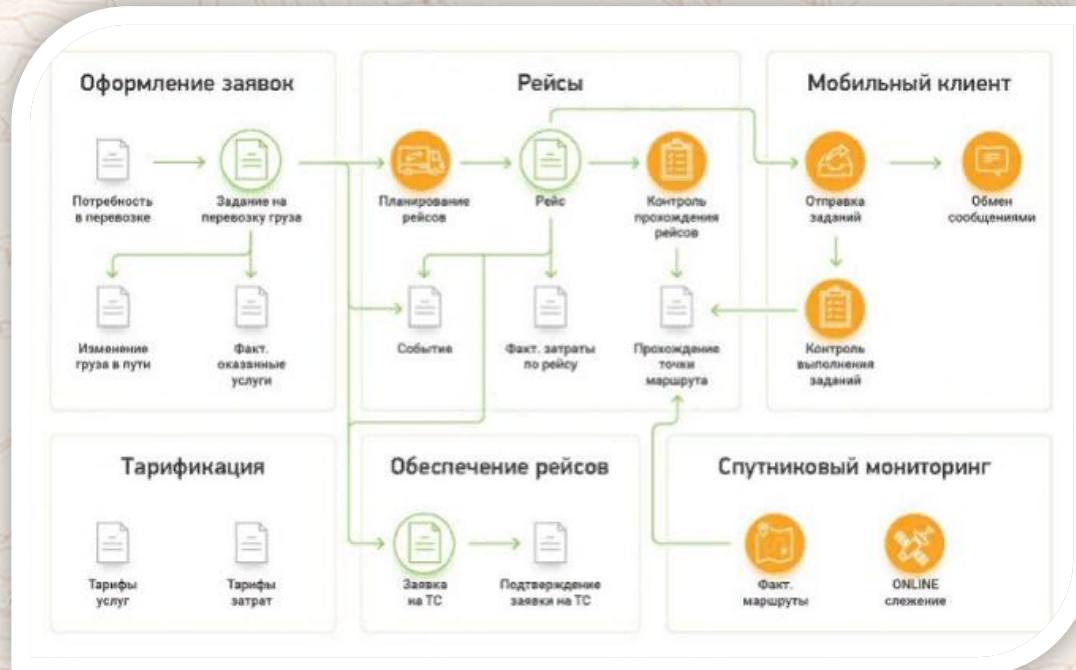 Оформление заявок
Потребность
в перевозке
Задание на
перевозку груза
Изменение
груза в пути
Факт.
оказанные
услуги
Рейсы
Планирование
рейсов
Рейс
Контроль
прохождения
рейсов
Событие
Факт. затраты
по рейсу
Прохождение
точки
маршрута
Мобильный клиент
Отправка
заданий
Обмен
сообщениями
Контроль
выполнения
заданий
Тарификация
Тарифы
услуг
Тарифы
затрат
Обеспечение рейсов
Заявка
на ТС
Подтверждение
заявки на ТС
Спутниковый мониторинг
Факт.
маршруты
ONLINE
слежение